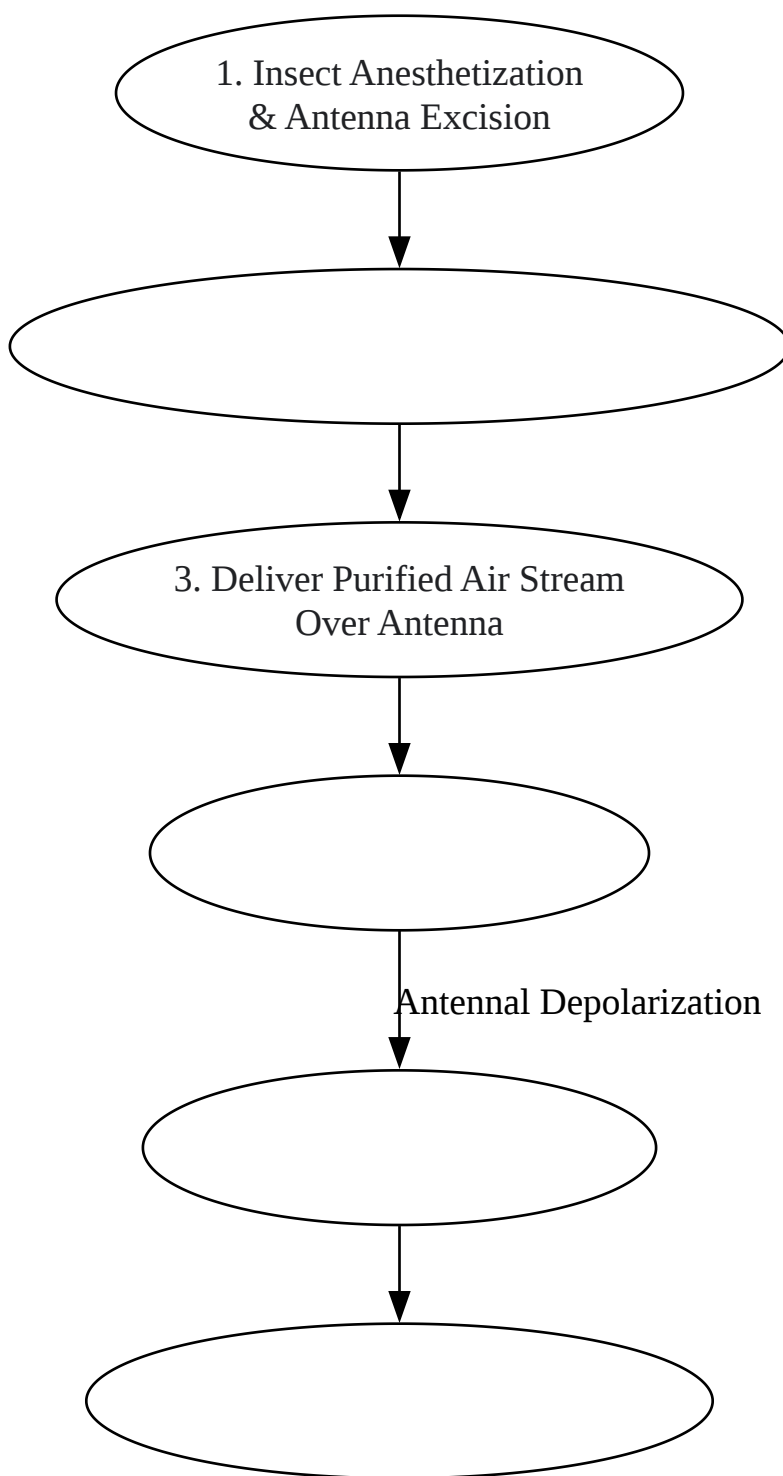 1. Insect Anesthetization
& Antenna Excision
3. Deliver Purified Air Stream
Over Antenna
Antennal Depolarization